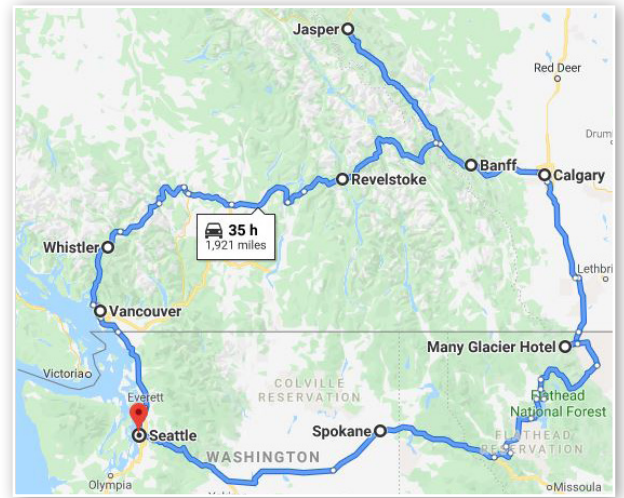 Jasper
Red Deer
Drum
Banff
Calgary
Revelstoke
35 h
1,921 miles
Whistler
Lethbri
Vancouver
Many Glacier Hotel
Victoria
COLVILLE
RESERVATION
Everett
Flathead
National Forest
Spokane
Seattle
FLATHEAD
RESERVATION
WASHINGTON
Olympia
Missoula